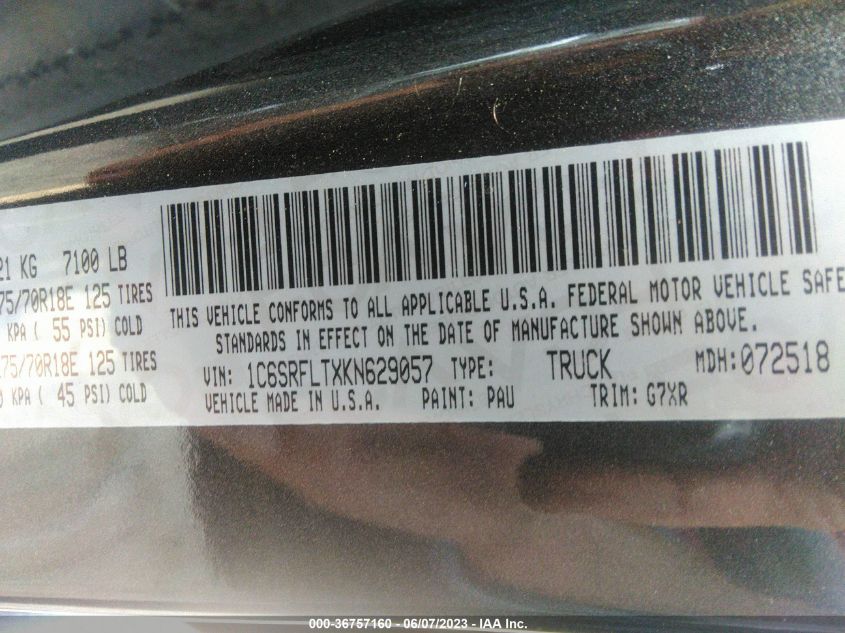 21 KG 7100 LB
75/70R18E 125 TIRES
KPA ( 55 PSI) COLD
75/70R18E 125 TIRES
0 KPA ( 45 PSI) COLD
THIS VEHICLE CONFORMS TO ALL APPLICABLE U.S.A. FEDERAL MOTOR VEHICLE SAFE
STANDARDS IN EFFECT ON THE DATE OF MANUFACTURE SHOWN ABOVE.
VIN: 1C6SRFLTXKN629057 TYPE: TRUCK MDH: 072518
VEHICLE MADE IN U.S.A. PAINT: PAU TRIM: G7XR
000-36757160 - 06/07/2023 - IAA Inc.